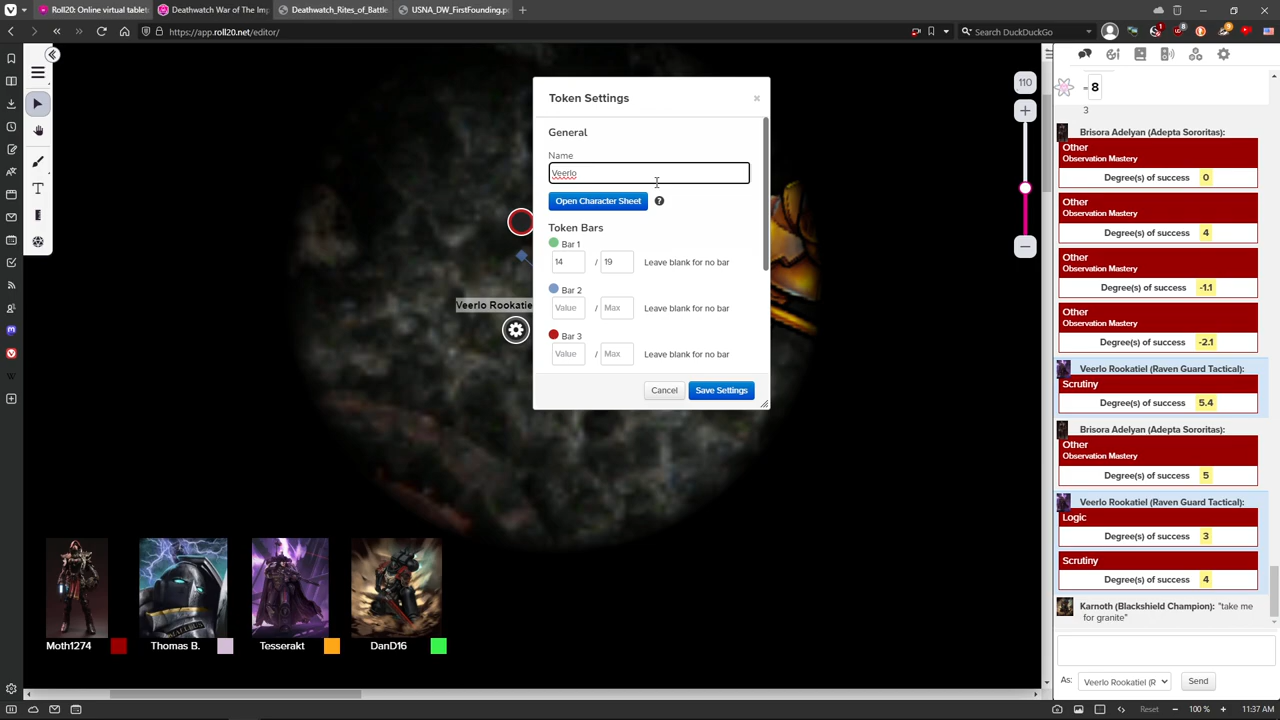 Roll20: Online virtual tablet
Deathwatch War of The Imp
Deathwatch_Rites_of_Battle
USNA_DW_FirstFounding.p
https://app.roll20.net/editor/
1
8
9
Search DuckDuckGo
110
= 8
3
Brisora Adelyan (Adepta Sororitas):
Other
Observation Mastery
Degree(s) of success 0
Other
Observation Mastery
Degree(s) of success 4
Other
Observation Mastery
Degree(s) of success -1.1
Other
Observation Mastery
Degree(s) of success -2.1
Veerlo Rookatiel (Raven Guard Tactical):
Scrutiny
Degree(s) of success 5.4
Brisora Adelyan (Adepta Sororitas):
Other
Observation Mastery
Degree(s) of success 5
Veerlo Rookatiel (Raven Guard Tactical):
Logic
Degree(s) of success 3
Scrutiny
Degree(s) of success 4
Karnoth (Blackshield Champion): "take me
for granite"
As: Veerlo Rookatiel (R
Send
Token Settings
General
Name
Veerlo
Open Character Sheet ?
Token Bars
Bar 1
14 / 19 Leave blank for no bar
Bar 2
Value / Max Leave blank for no bar
Bar 3
Value / Max Leave blank for no bar
Cancel Save Settings
Veerlo Rookatie
Moth1274
Thomas B.
Tesserakt
DanD16
Reset 100 % 11:37 AM